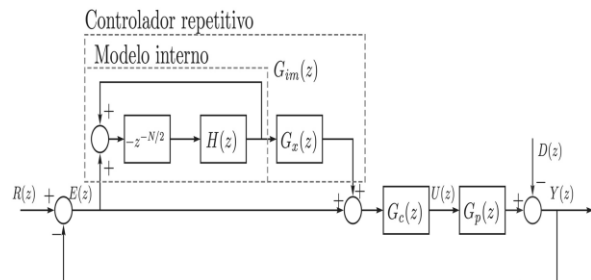 Controlador repetitivo
Modelo interno
G_{im}(z)
+
-z^{-N/2}
H(z)
G_x(z)
+
D(z)
R(z)
+
E(z)
+
+
G_c(z)
U(z)
G_p(z)
+
−
Y(z)
−